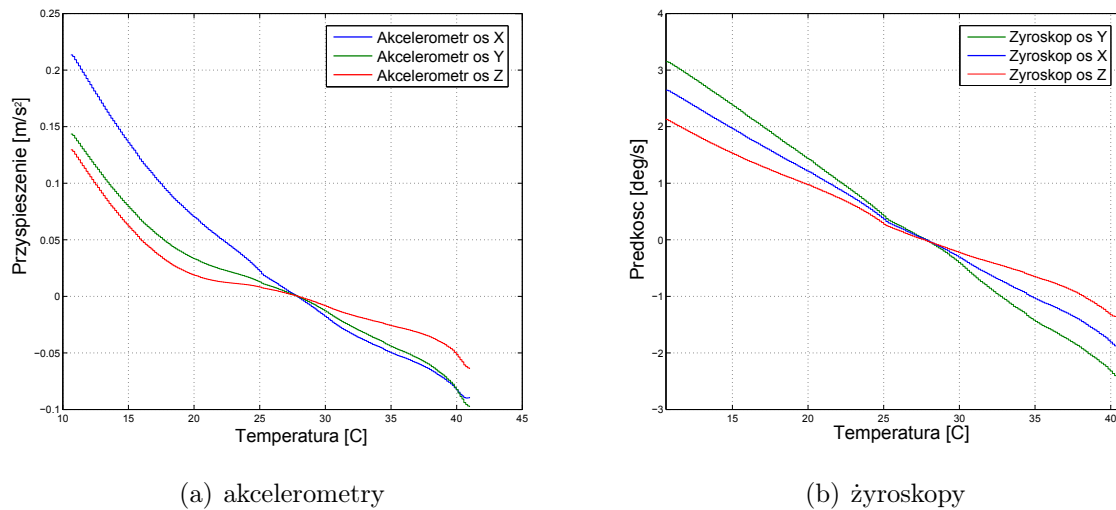 Akcelerometr os X
Akcelerometr os Y
Akcelerometr os Z
Przyspieszenie [m/s²]
0.25
0.2
0.15
0.1
0.05
0
−0.05
−0.1
10 15 20 25 30 35 40 45
Temperatura [C]
(a) akcelerometry
Zyroskop os Y
Zyroskop os X
Zyroskop os Z
Predkosc [deg/s]
4
3
2
1
0
−1
−2
−3
15 20 25 30 35 40
Temperatura [C]
(b) żyroskopy